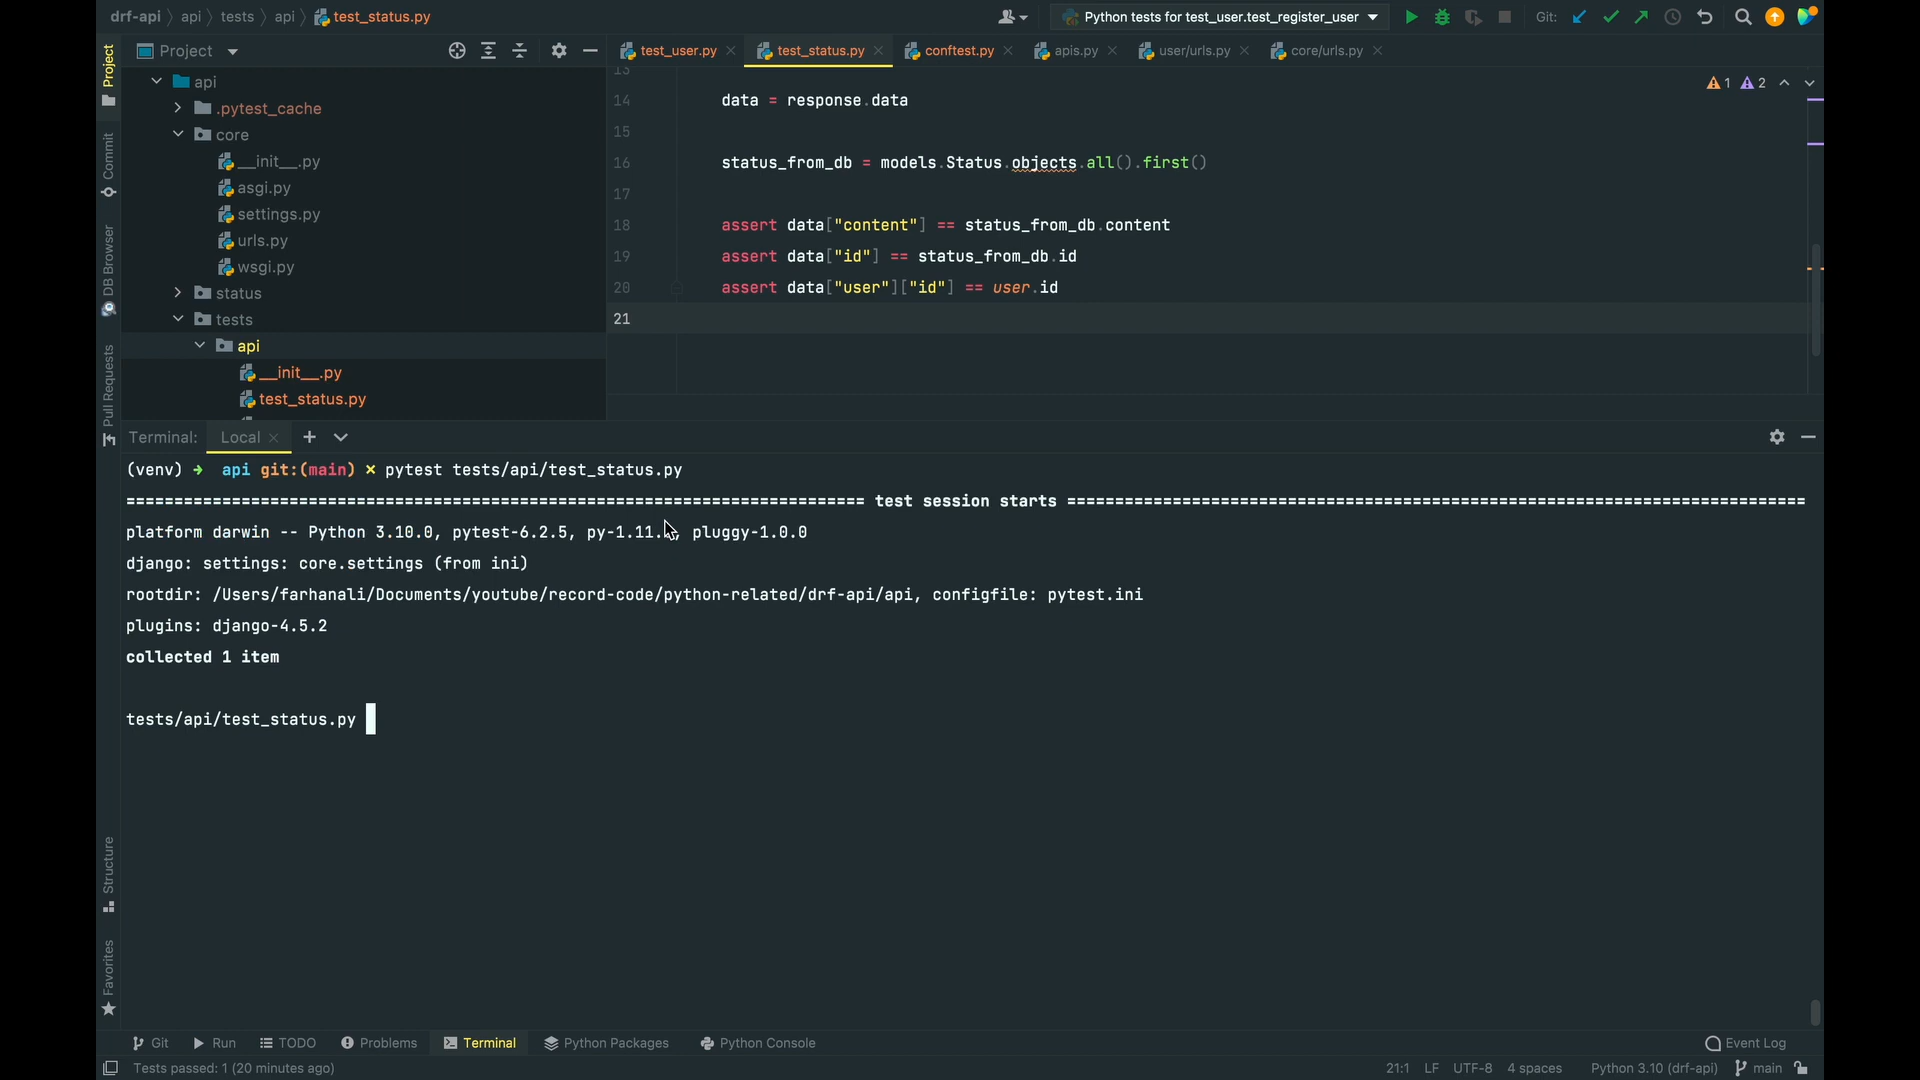 drf-api 〉 api 〉 tests 〉 api 〉 test_status.py
Python tests for test_user.test_register_user
Git:
Project
test_user.py
test_status.py
conftest.py
apis.py
user/urls.py
core/urls.py
Project
Commit
DB Browser
Pull Requests
Structure
Favorites
api
.pytest_cache
core
__init__.py
asgi.py
settings.py
urls.py
wsgi.py
status
tests
api
__init__.py
test_status.py
1 2
13
14 data = response.data
15
16 status_from_db = models.Status.objects.all().first()
17
18 assert data["content"] == status_from_db.content
19 assert data["id"] == status_from_db.id
20 assert data["user"]["id"] == user.id
21
Terminal: Local
(venv) ➜ api git:(main) × pytest tests/api/test_status.py
============================================================================= test session starts =============================================================================
platform darwin -- Python 3.10.0, pytest-6.2.5, py-1.11. , pluggy-1.0.0
django: settings: core.settings (from ini)
rootdir: /Users/farhanali/Documents/youtube/record-code/python-related/drf-api/api, configfile: pytest.ini
plugins: django-4.5.2
collected 1 item
tests/api/test_status.py
Git Run TODO Problems Terminal Python Packages Python Console Event Log
Tests passed: 1 (20 minutes ago) 21:1 LF UTF-8 4 spaces Python 3.10 (drf-api) main